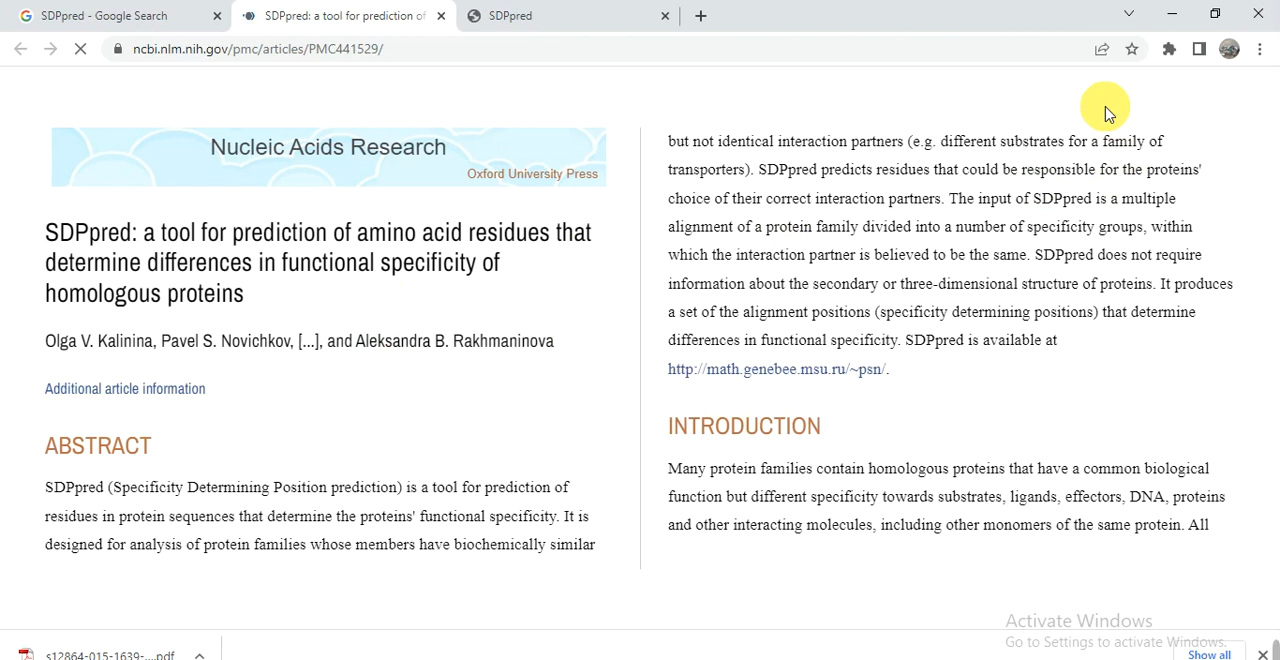 SDPpred - Google Search
SDPpred: a tool for prediction of
SDPpred
ncbi.nlm.nih.gov/pmc/articles/PMC441529/
Nucleic Acids Research
Oxford University Press
SDPpred: a tool for prediction of amino acid residues that
determine differences in functional specificity of
homologous proteins
Olga V. Kalinina, Pavel S. Novichkov, [...], and Aleksandra B. Rakhmaninova
Additional article information
ABSTRACT
SDPpred (Specificity Determining Position prediction) is a tool for prediction of
residues in protein sequences that determine the proteins' functional specificity. It is
designed for analysis of protein families whose members have biochemically similar
but not identical interaction partners (e.g. different substrates for a family of
transporters). SDPpred predicts residues that could be responsible for the proteins'
choice of their correct interaction partners. The input of SDPpred is a multiple
alignment of a protein family divided into a number of specificity groups, within
which the interaction partner is believed to be the same. SDPpred does not require
information about the secondary or three-dimensional structure of proteins. It produces
a set of the alignment positions (specificity determining positions) that determine
differences in functional specificity. SDPpred is available at
http://math.genebee.msu.ru/~psn/.
INTRODUCTION
Many protein families contain homologous proteins that have a common biological
function but different specificity towards substrates, ligands, effectors, DNA, proteins
and other interacting molecules, including other monomers of the same protein. All
Activate Windows
Go to Settings to activate Windows.
s12864-015-1639-....pdf
Show all